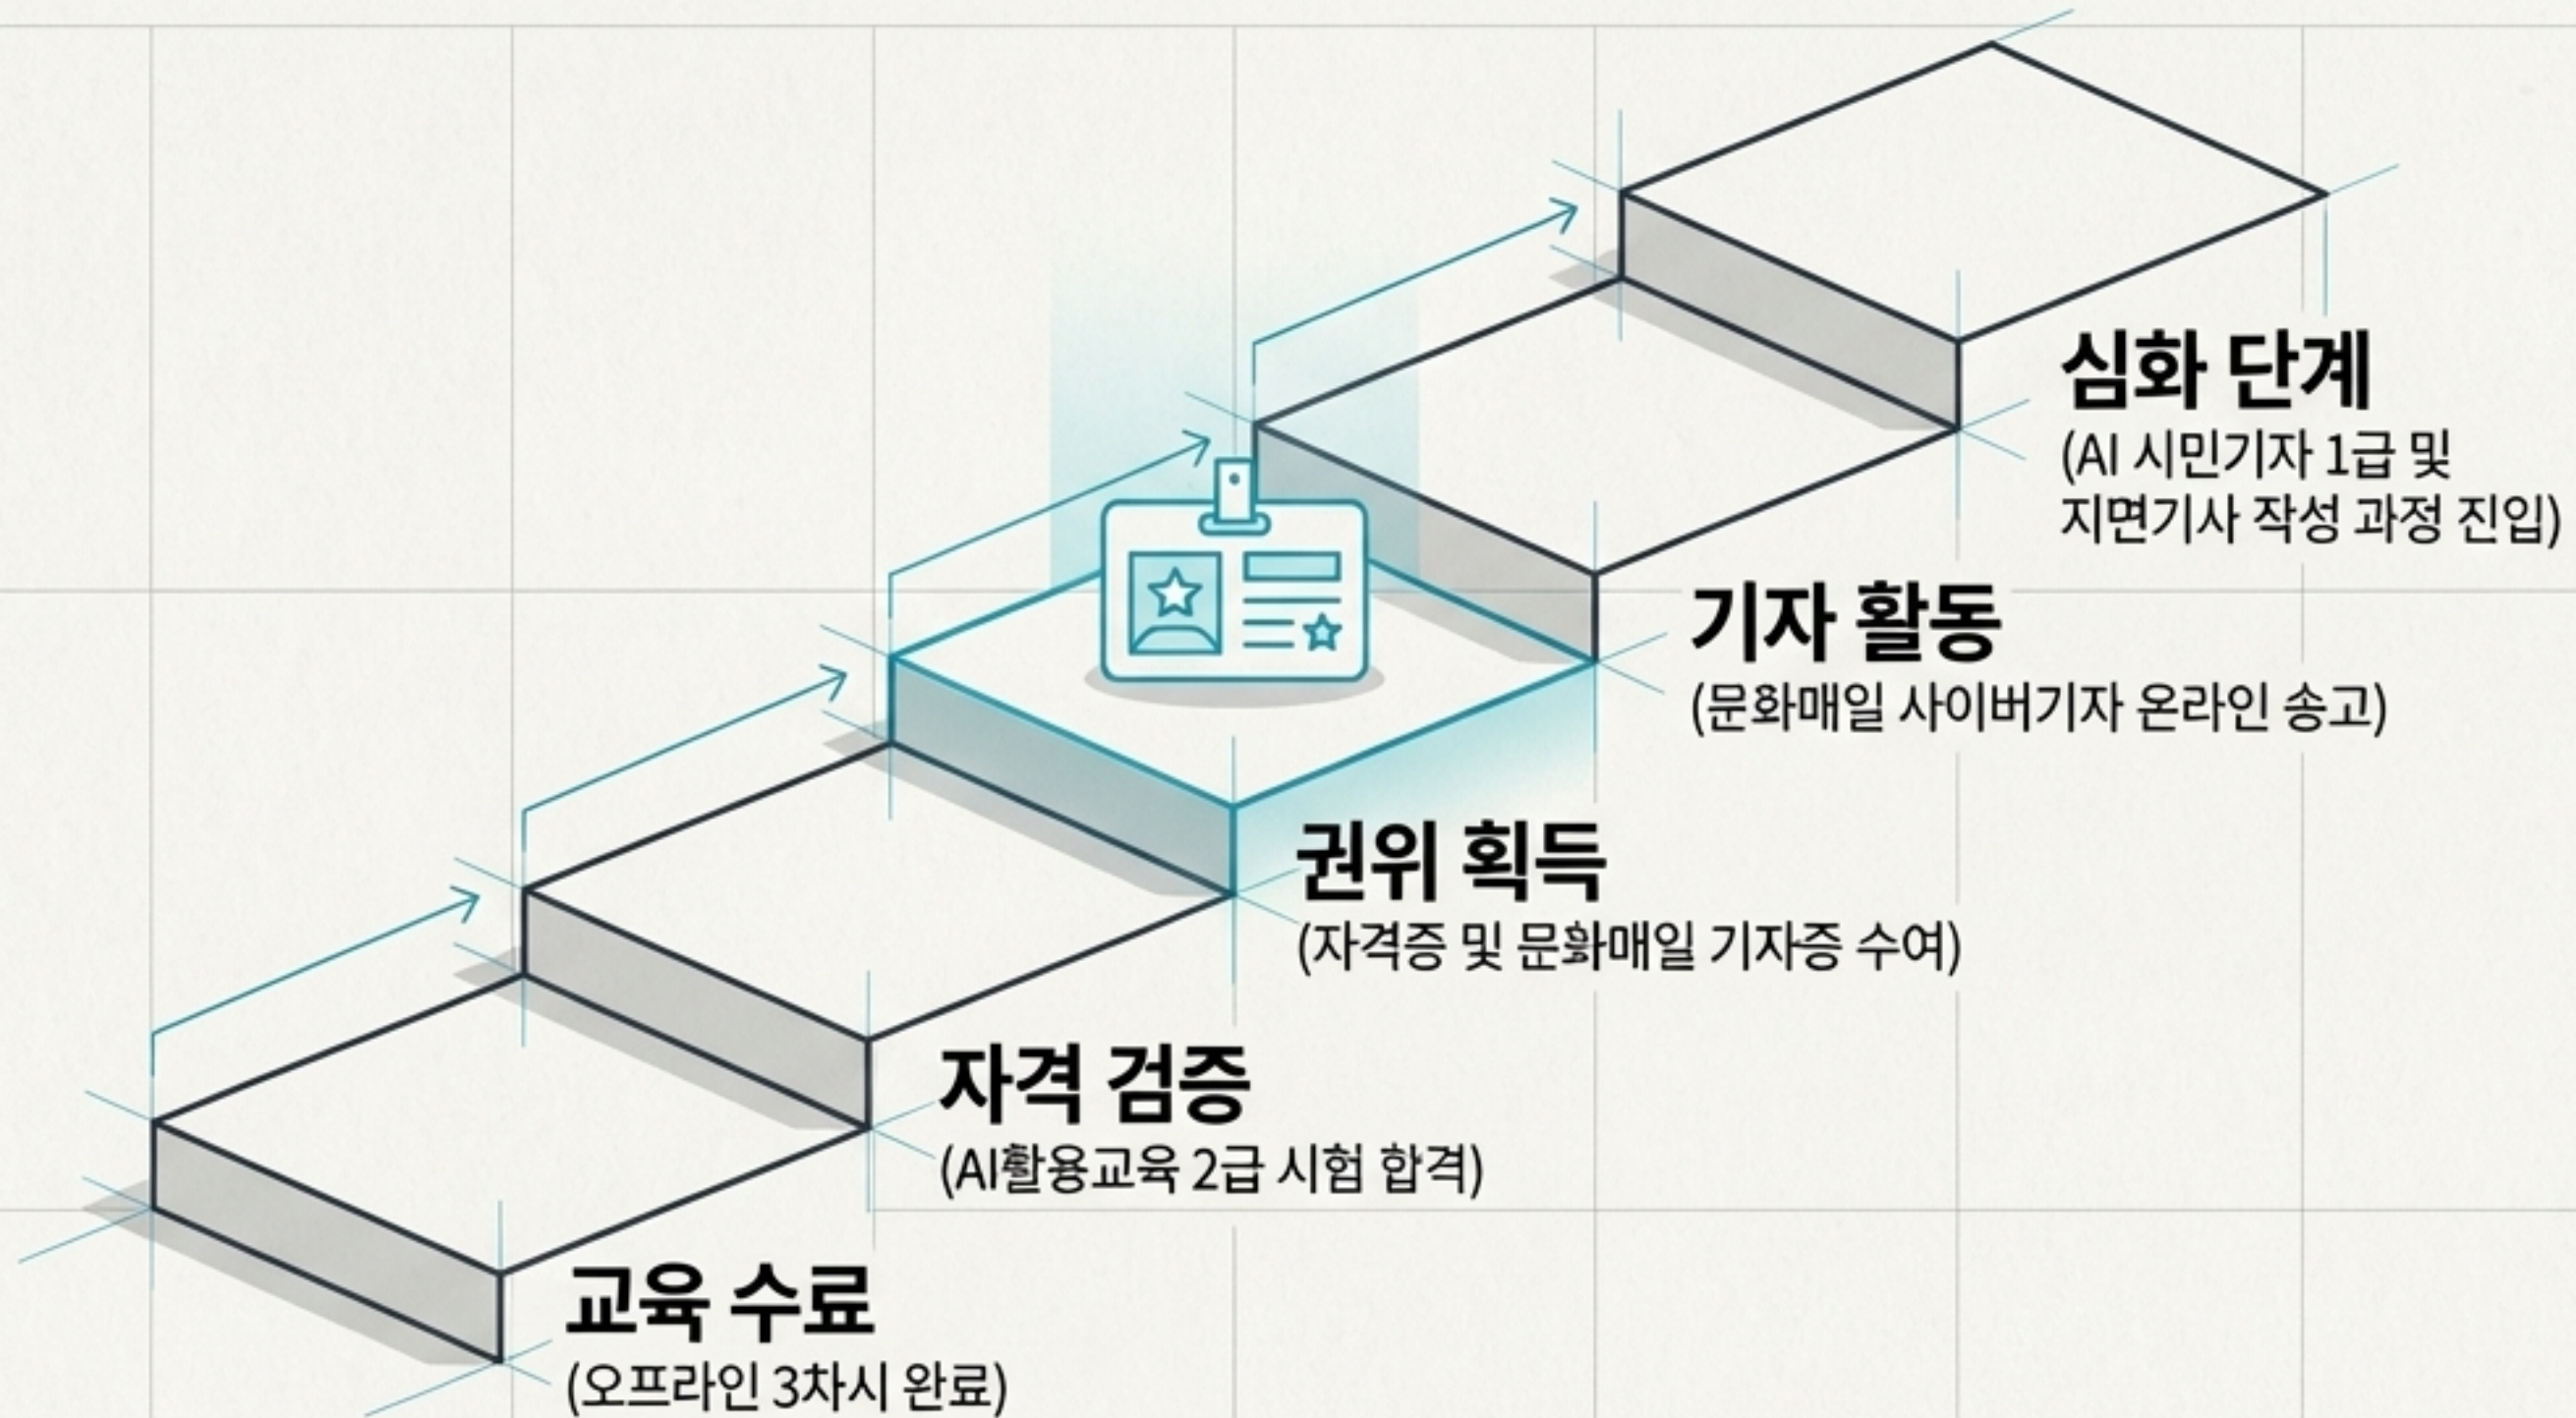 심화 단계
(AI 시민기자 1급 및
지면기사 작성 과정 진입)
기자 활동
(문화매일 사이버기자 온라인 송고)
권위 획득
(자격증 및 문화매일 기자증 수여)
자격 검증
(AI활용교육 2급 시험 합격)
교육 수료
(오프라인 3차시 완료)